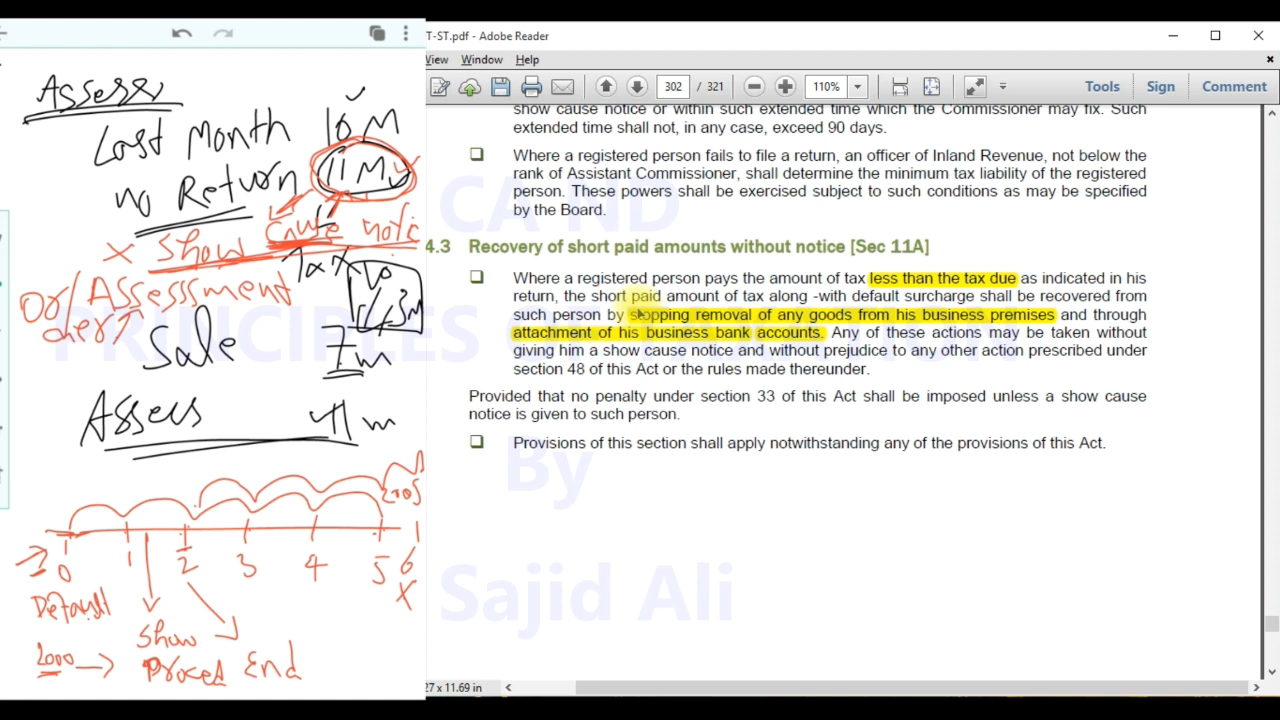 T-ST.pdf - Adobe Reader
View Window Help
302 / 321 110% Tools Sign Comment
Assess
Last Month 10 M
no Return 11 M
x Show cause notic
Or/ Assessment
Tax
Sale 7m
Assess 11 m
2005
0 1 2 3 4 5 6
Default x
Show
2000 → Proced End
show cause notice or within such extended time which the Commissioner may fix. Such
extended time shall not, in any case, exceed 90 days.
Where a registered person fails to file a return, an officer of Inland Revenue, not below the
rank of Assistant Commissioner, shall determine the minimum tax liability of the registered
person. These powers shall be exercised subject to such conditions as may be specified
by the Board.
4.3 Recovery of short paid amounts without notice [Sec 11A]
Where a registered person pays the amount of tax less than the tax due as indicated in his
return, the short paid amount of tax along -with default surcharge shall be recovered from
such person by stopping removal of any goods from his business premises and through
attachment of his business bank accounts. Any of these actions may be taken without
giving him a show cause notice and without prejudice to any other action prescribed under
section 48 of this Act or the rules made thereunder.
Provided that no penalty under section 33 of this Act shall be imposed unless a show cause
notice is given to such person.
Provisions of this section shall apply notwithstanding any of the provisions of this Act.
CA ND
PRINCIPLES
By
Sajid Ali
27 x 11.69 in